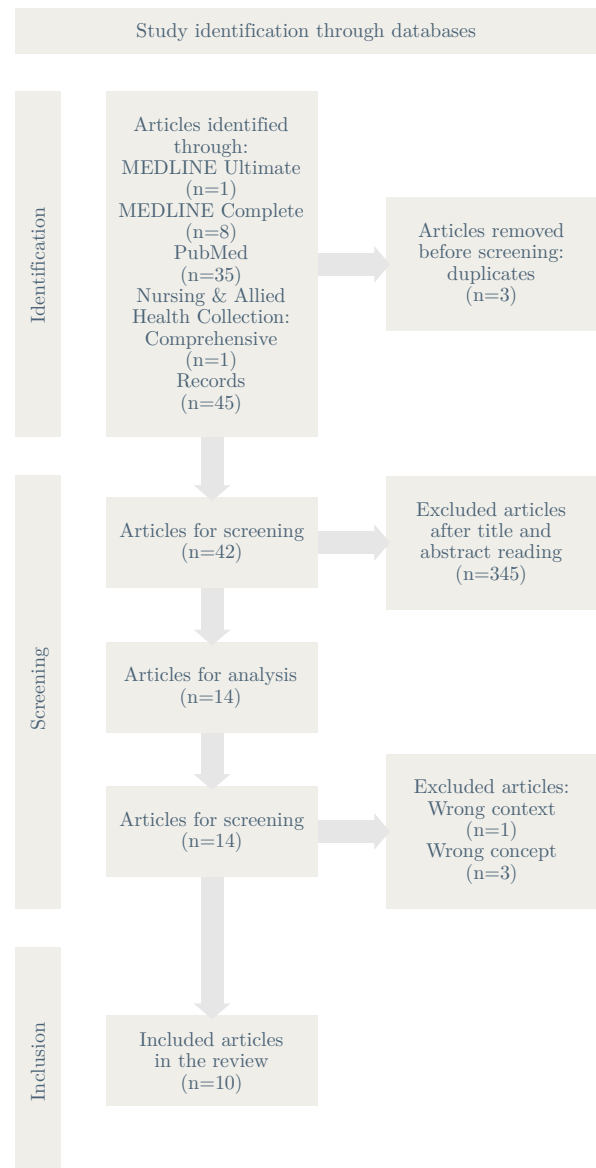 Study identification through databases
Identification
Articles identified
through:
MEDLINE Ultimate
(n=1)
MEDLINE Complete
(n=8)
PubMed
(n=35)
Nursing & Allied
Health Collection:
Comprehensive
(n=1)
Records
(n=45)
Articles removed
before screening:
duplicates
(n=3)
Screening
Articles for screening
(n=42)
Excluded articles
after title and
abstract reading
(n=345)
Articles for analysis
(n=14)
Articles for screening
(n=14)
Excluded articles:
Wrong context
(n=1)
Wrong concept
(n=3)
Inclusion
Included articles
in the review
(n=10)